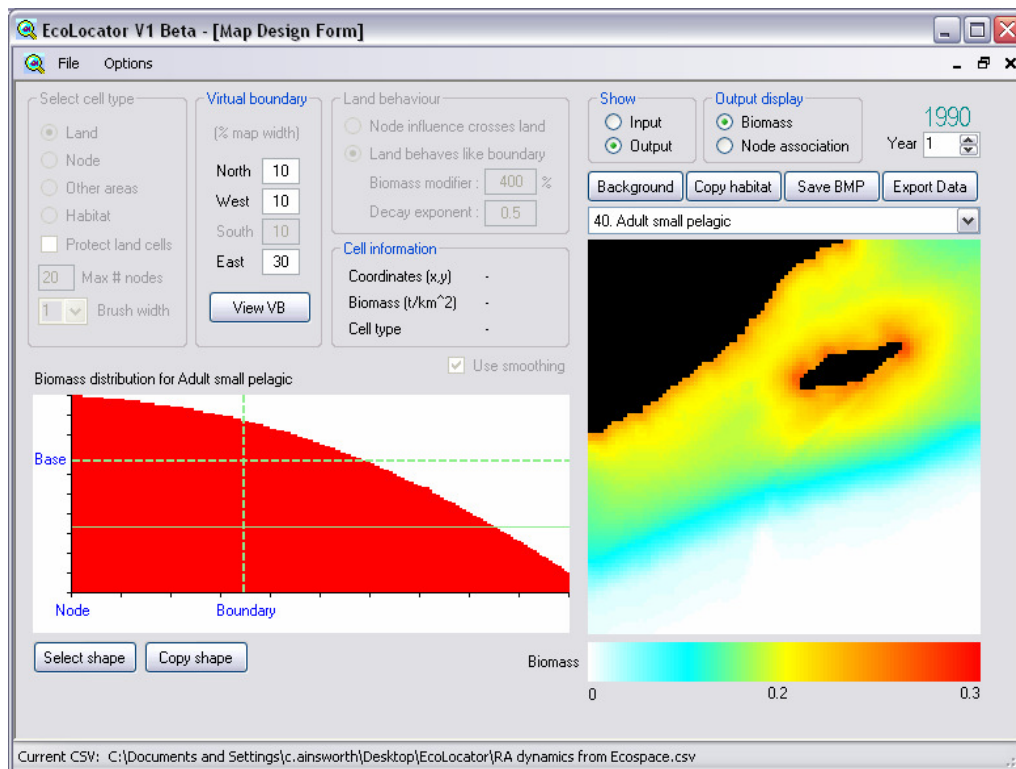 EcoLocator V1 Beta - [Map Design Form]
File Options
Select cell type
Land
Node
Other areas
Habitat
Protect land cells
20 Max # nodes
1 Brush width
Virtual boundary
(% map width)
North 10
West 10
South 10
East 30
View VB
Land behaviour
Node influence crosses land
Land behaves like boundary
Biomass modifier : 400 %
Decay exponent : 0.5
Cell information
Coordinates (x,y) -
Biomass (t/km^2) -
Cell type -
Use smoothing
Show
Input
Output
Output display
Biomass
Node association
1990
Year 1
Background Copy habitat Save BMP Export Data
40. Adult small pelagic
Biomass distribution for Adult small pelagic
Base
Node Boundary
Select shape Copy shape
Biomass
0 0.2 0.3
Current CSV: C:\Documents and Settings\c.ainsworth\Desktop\EcoLocator\RA dynamics from Ecospace.csv